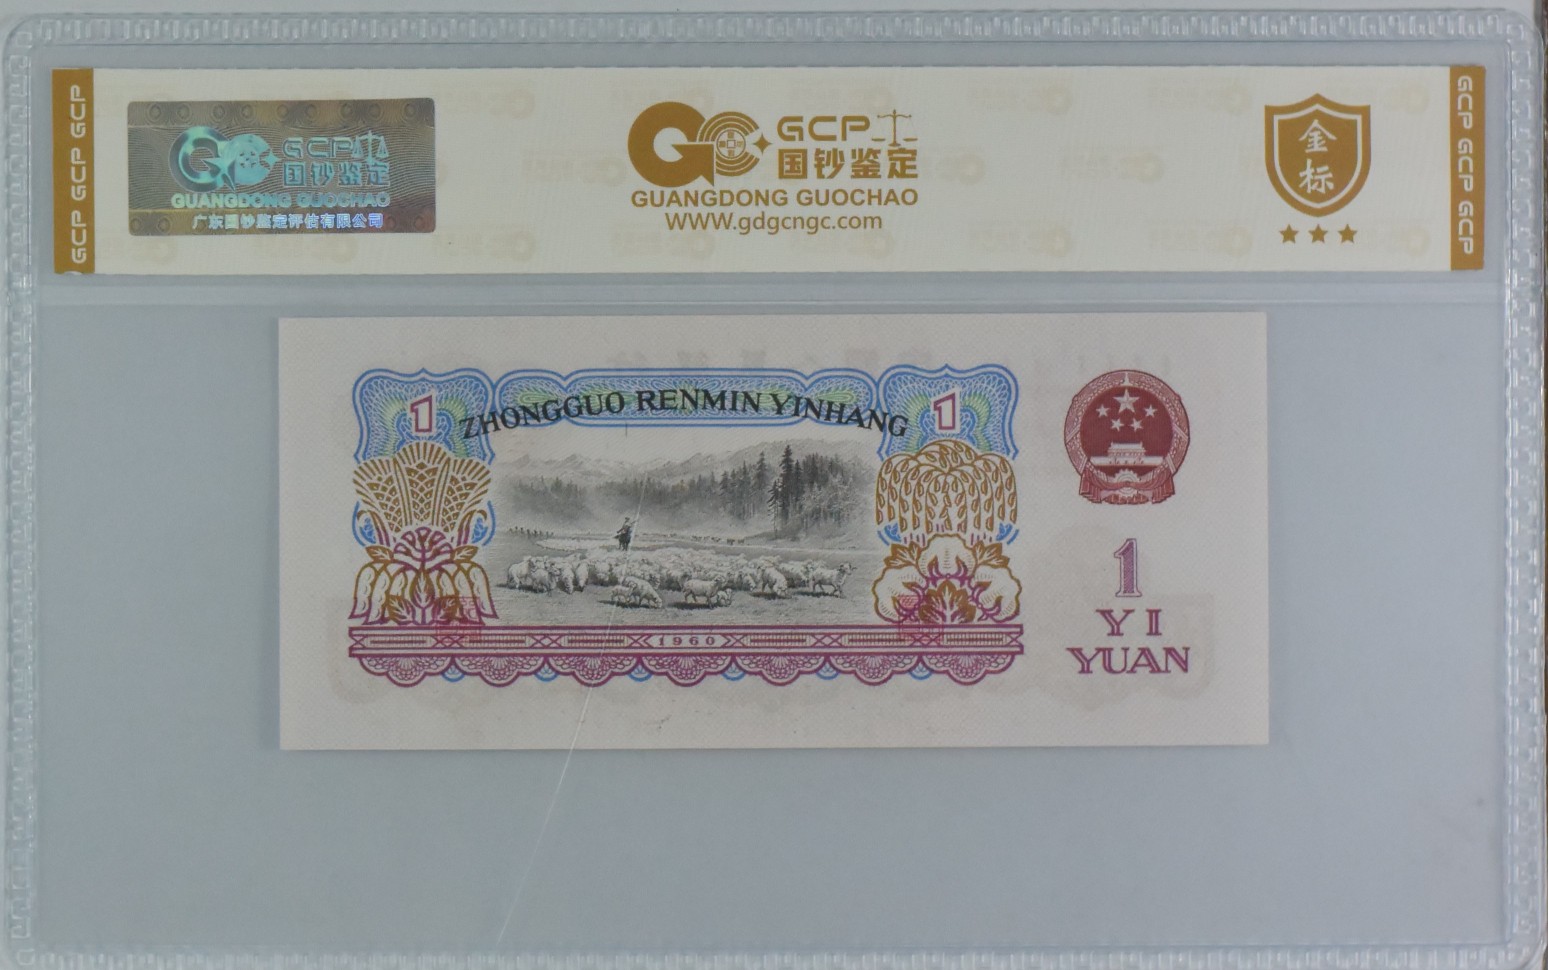 GCP GCP GCP
GCP 国钞鉴定
GUANGDONG GUOCHAO
广东国钞鉴定评估有限公司
GCP
国钞鉴定
GUANGDONG GUOCHAO
WWW.gdgcngc.com
金标
GCP GCP GCP
1
ZHONGGUO RENMIN YINHANG
1
1960
1
YI
YUAN